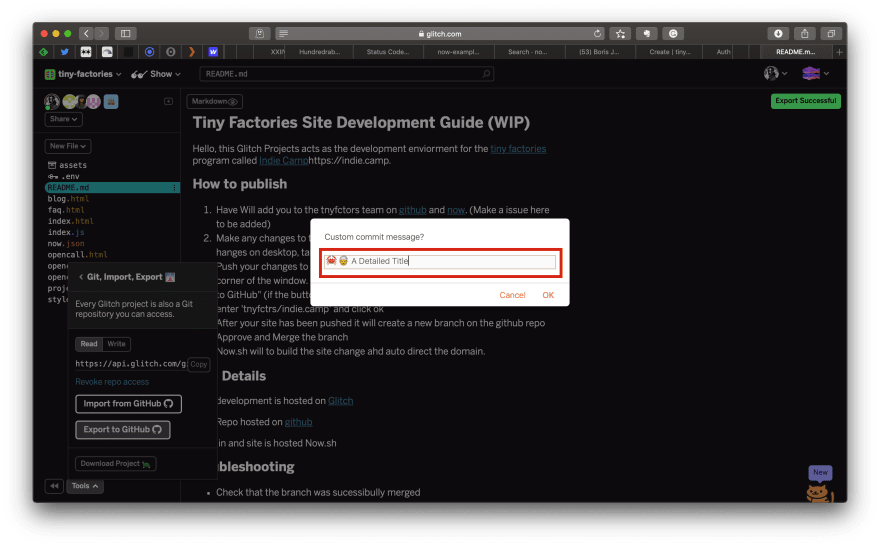 glitch.com
XXII
Hundredrab...
Status Code...
now-exampl...
Search · no...
(53) Boris J...
Create | tiny...
Auth
README.m...
tiny-factories
Show
README.md
Share
Markdown
Export Successful
New File
assets
.env
README.md
blog.html
faq.html
index.html
index.js
now.json
opencall.html
openc
openc
proje
style
Tiny Factories Site Development Guide (WIP)
Hello, this Glitch Projects acts as the development enviorment for the tiny factories
program called Indie Camphttps://indie.camp.
How to publish
1. Have Will add you to the tnyfctors team on github and now. (Make a issue here
to be added)
2. Make any changes to t
hanges on desktop, ta
Push your changes to
corner of the window.
to GitHub" (if the butt
enter 'tnyfctrs/indie.camp' and click ok
After your site has been pushed it will create a new branch on the github repo
Approve and Merge the branch
Now.sh will to build the site change ahd auto direct the domain.
Details
development is hosted on Glitch
Repo hosted on github
in and site is hosted Now.sh
ubleshooting
• Check that the branch was sucessibully merged
Custom commit message?
🦀 🤯 A Detailed Title
Cancel
OK
Git, Import, Export
Every Glitch project is also a Git
repository you can access.
Read
Write
https://api.glitch.com/g
Copy
Revoke repo access
Import from GitHub
Export to GitHub
Download Project
Tools
New